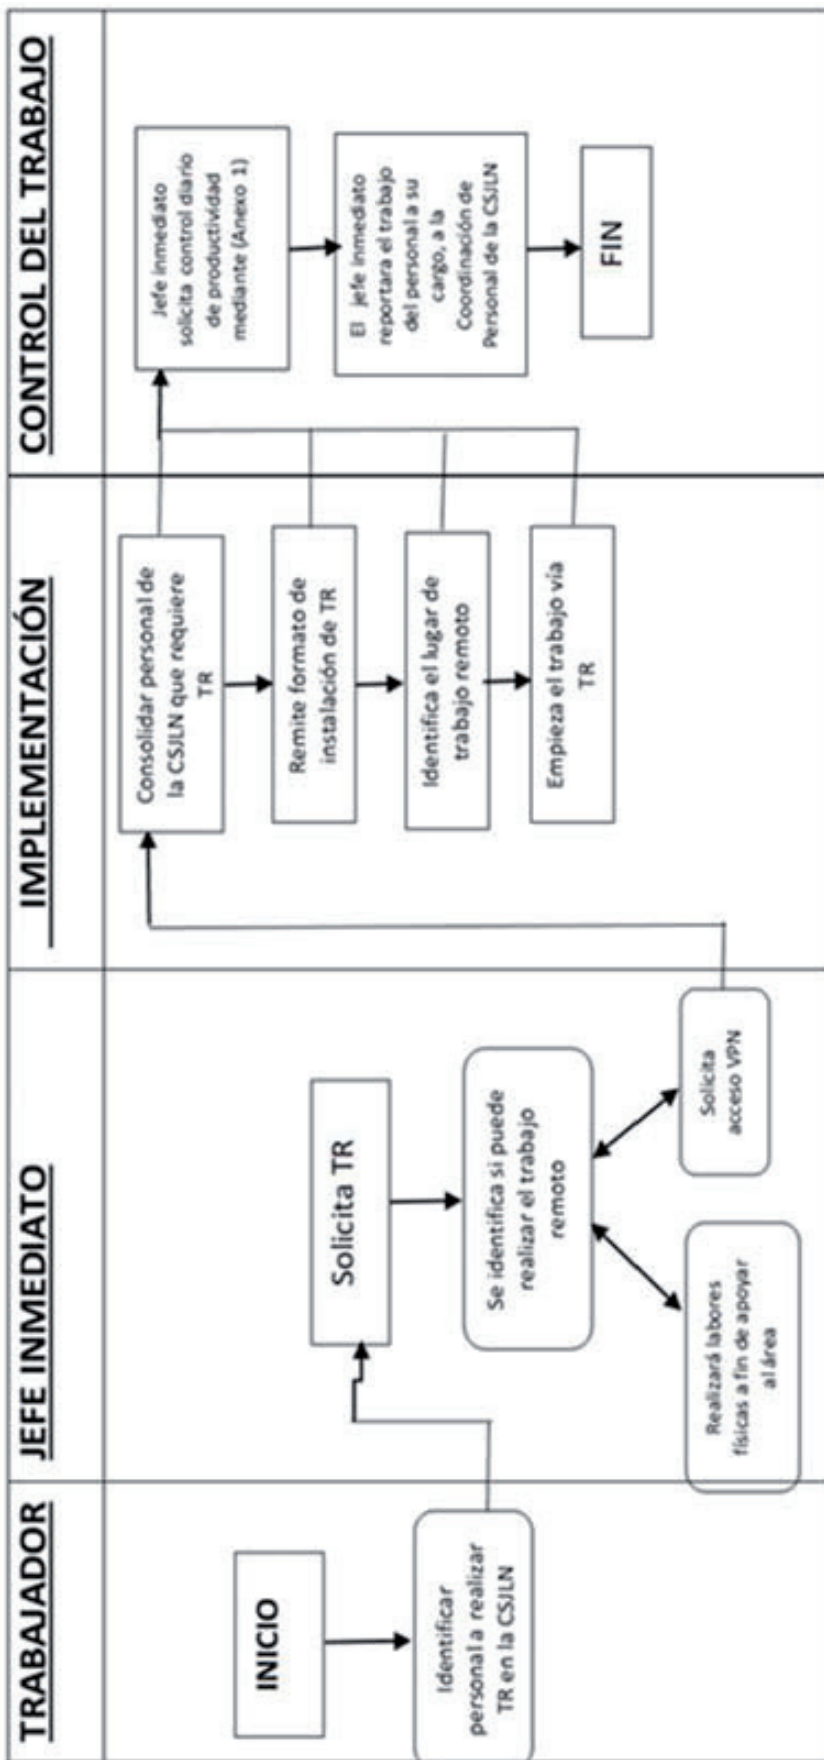 TRABAJADOR
JEFE INMEDIATO
IMPLEMENTACIÓN
CONTROL DEL TRABAJO
INICIO
Identificar
personal a realizar
TR en la CSJLN
Solicita TR
Se identifica si puede
realizar el trabajo
remoto
Realizará labores
físicas a fin de apoyar
al área
Solicita
acceso VPN
Consolidar personal de
la CSJLN que requiere
TR
Remite formato de
instalación de TR
Identifica el lugar de
trabajo remoto
Empieza el trabajo vía
TR
Jefe inmediato
solicita control diario
de productividad
mediante (Anexo 1)
El jefe inmediato
reportara el trabajo
del personal a su
cargo, a la
Coordinación de
Personal de la CSJLN
FIN